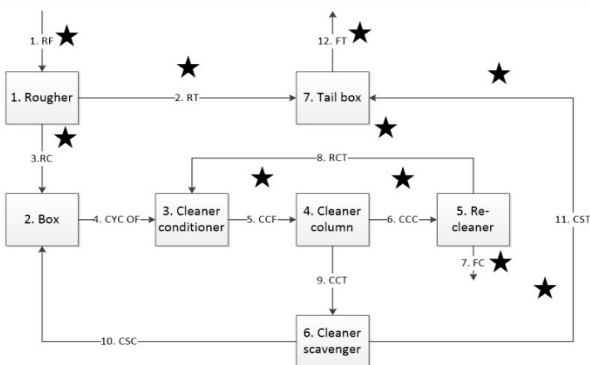 1. RF
12. FT
1. Rougher
2. RT
7. Tail box
3.RC
8. RCT
2. Box
4. CYC OF
3. Cleaner
conditioner
5. CCF
4. Cleaner
column
6. CCC
5. Re-
cleaner
11. CST
7. FC
9. CCT
10. CSC
6. Cleaner
scavenger